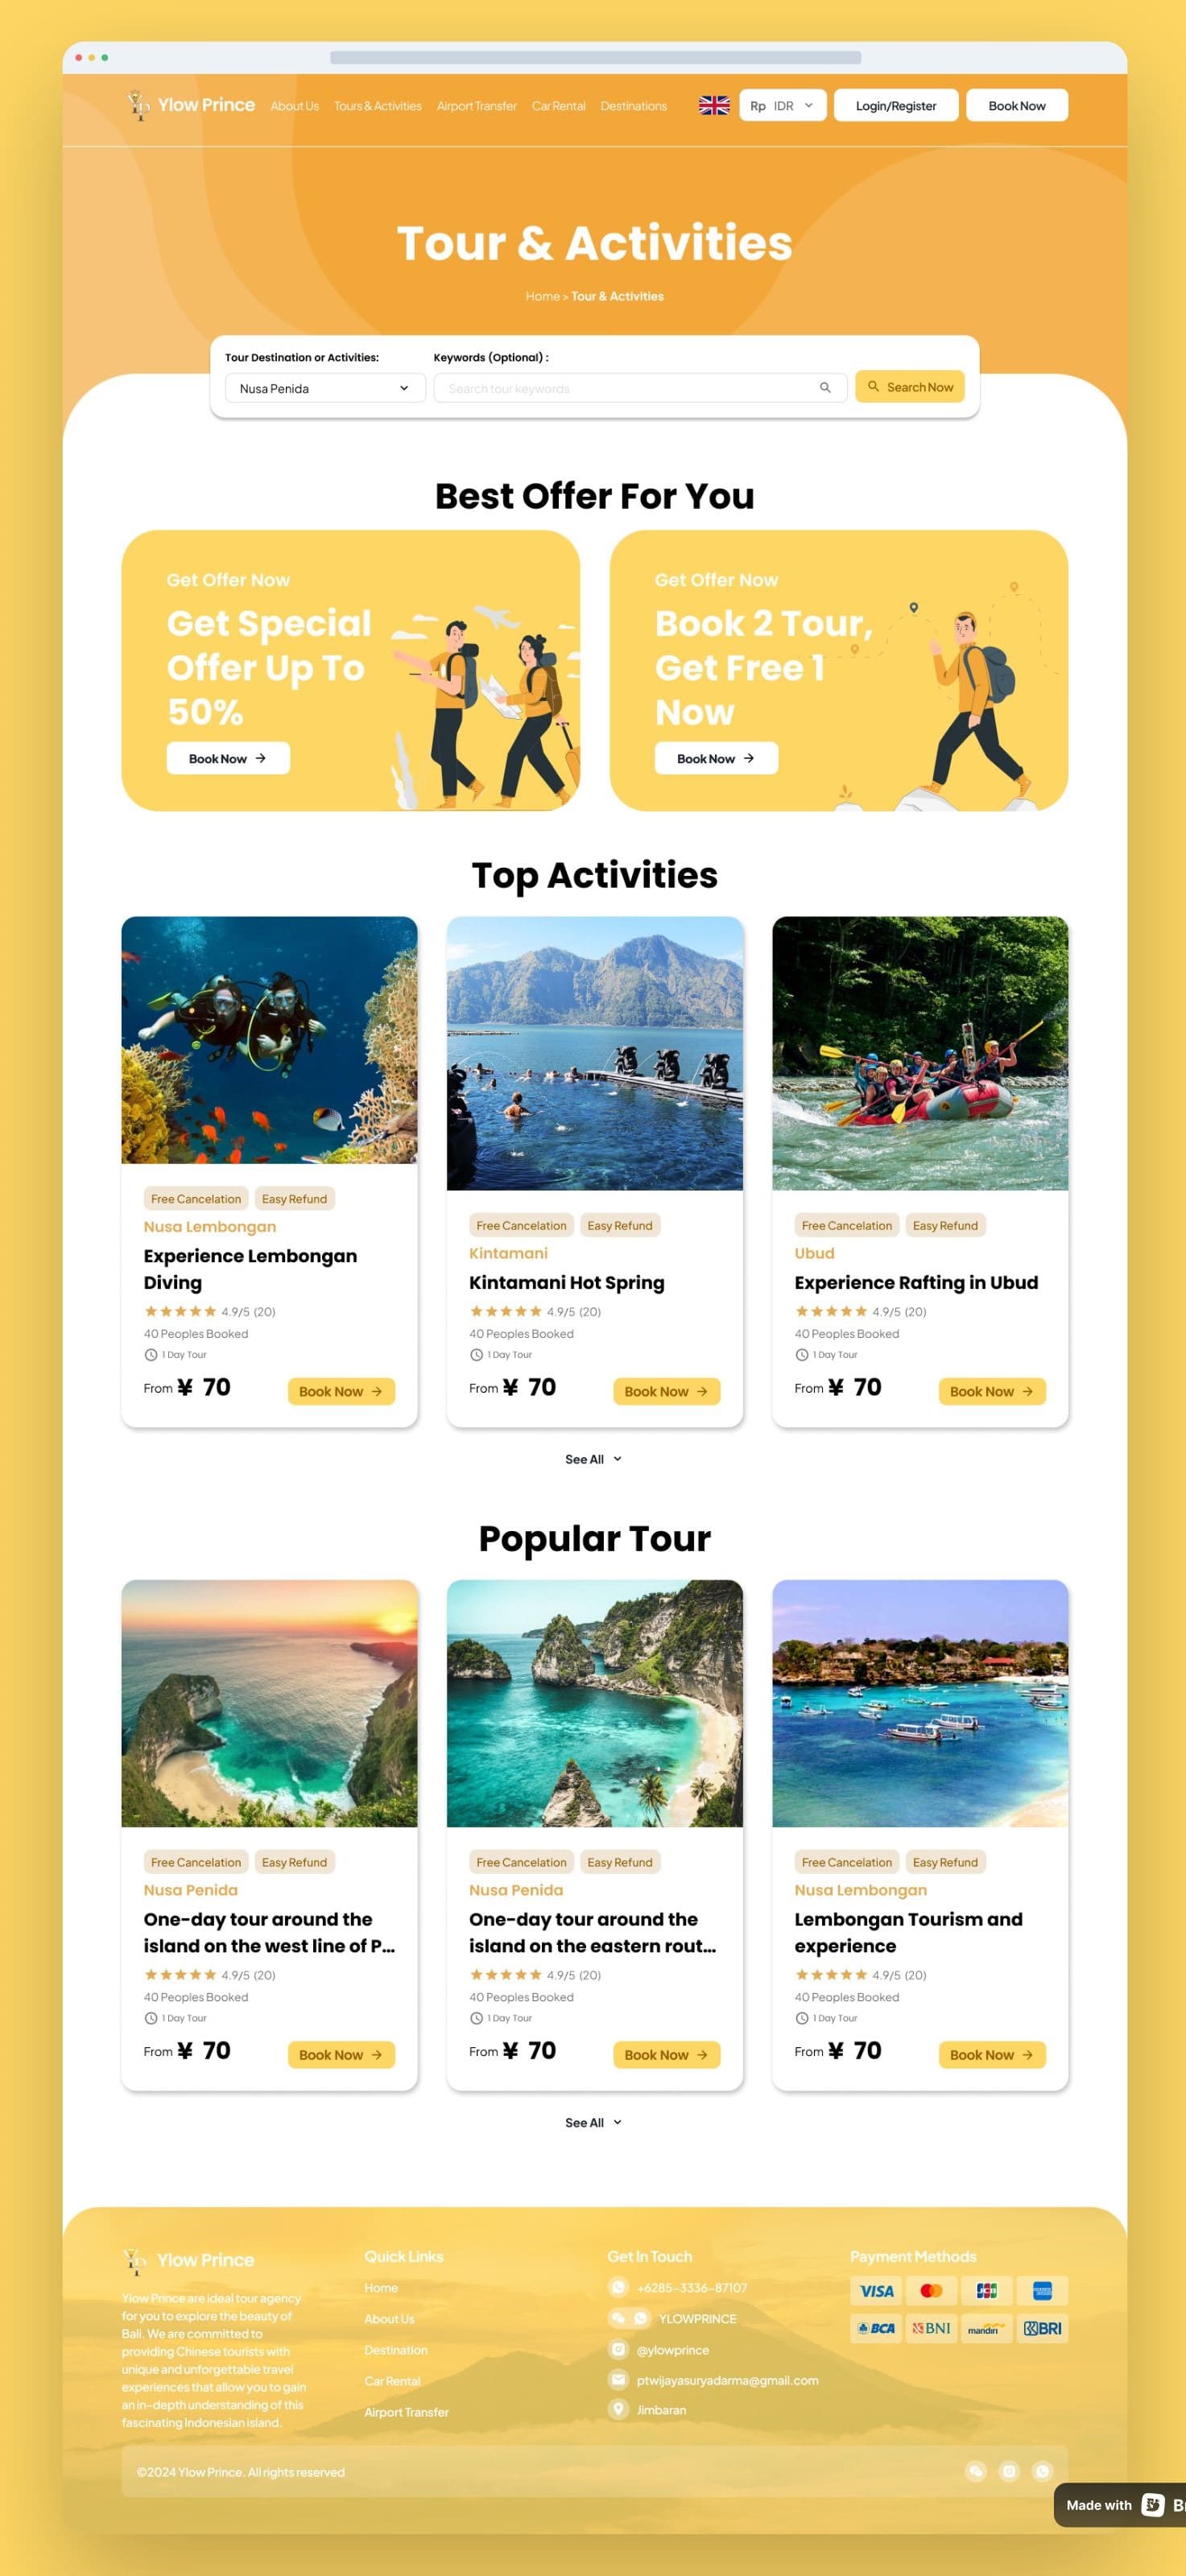 Ylow Prince About Us Tours & Activities Airport Transfer Car Rental Destinations Rp IDR Login/Register Book Now
Tour & Activities
Home > Tour & Activities
Tour Destination or Activities: Keywords (Optional) :
Nusa Penida Search tour keywords Search Now
Best Offer For You
Get Offer Now
Get Special
Offer Up To
50%
Book Now
Get Offer Now
Book 2 Tour,
Get Free 1
Now
Book Now
Top Activities
Free Cancelation Easy Refund
Nusa Lembongan
Experience Lembongan
Diving
4.9/5 (20)
40 Peoples Booked
1 Day Tour
From ¥ 70 Book Now
Free Cancelation Easy Refund
Kintamani
Kintamani Hot Spring
4.9/5 (20)
40 Peoples Booked
1 Day Tour
From ¥ 70 Book Now
Free Cancelation Easy Refund
Ubud
Experience Rafting in Ubud
4.9/5 (20)
40 Peoples Booked
1 Day Tour
From ¥ 70 Book Now
See All
Popular Tour
Free Cancelation Easy Refund
Nusa Penida
One-day tour around the
island on the west line of P...
4.9/5 (20)
40 Peoples Booked
1 Day Tour
From ¥ 70 Book Now
Free Cancelation Easy Refund
Nusa Penida
One-day tour around the
island on the eastern rout...
4.9/5 (20)
40 Peoples Booked
1 Day Tour
From ¥ 70 Book Now
Free Cancelation Easy Refund
Nusa Lembongan
Lembongan Tourism and
experience
4.9/5 (20)
40 Peoples Booked
1 Day Tour
From ¥ 70 Book Now
See All
Ylow Prince
Ylow Prince are ideal tour agency
for you to explore the beauty of
Bali. We are committed to
providing Chinese tourists with
unique and unforgettable travel
experiences that allow you to gain
an in-depth understanding of this
fascinating Indonesian island.
Quick Links
Home
About Us
Destination
Car Rental
Airport Transfer
Get In Touch
+6285-3336-87107
YLOWPRINCE
@ylowprince
ptwijayasuryadarma@gmail.com
Jimbaran
Payment Methods
VISA JCB
BCA BNI mandiri BRI
©2024 Ylow Prince. All rights reserved
Made with B